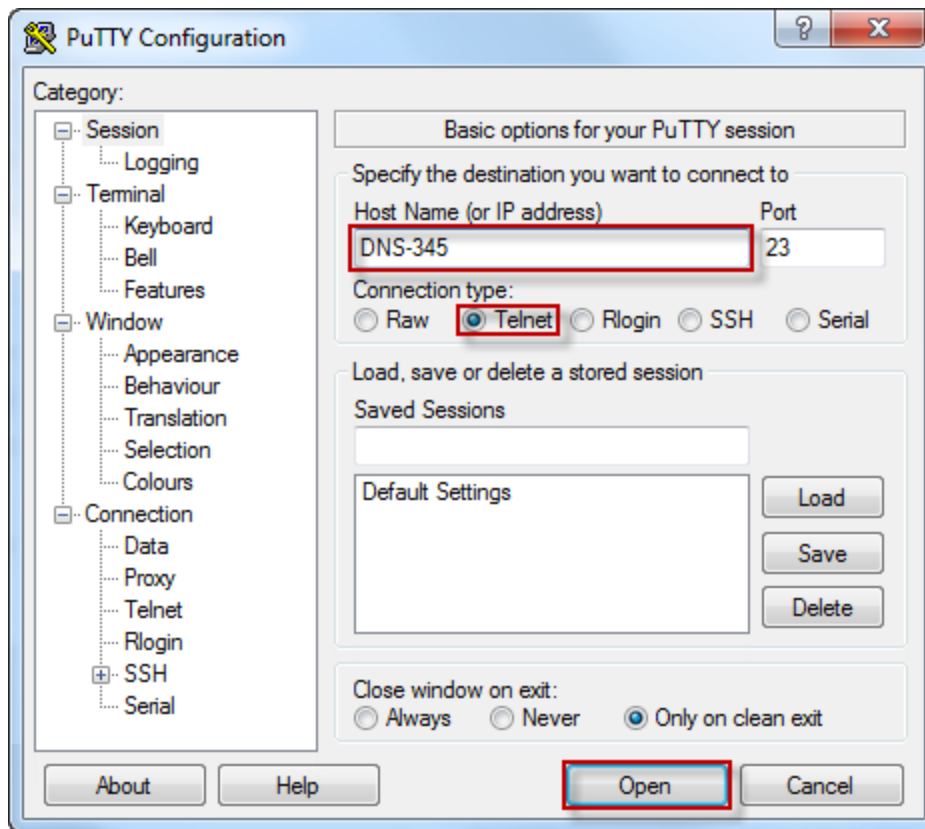 PuTTY Configuration
Category:
Session
Logging
Terminal
Keyboard
Bell
Features
Window
Appearance
Behaviour
Translation
Selection
Colours
Connection
Data
Proxy
Telnet
Rlogin
SSH
Serial
Basic options for your PuTTY session
Specify the destination you want to connect to
Host Name (or IP address) Port
DNS-345 23
Connection type:
Raw Telnet Rlogin SSH Serial
Load, save or delete a stored session
Saved Sessions
Default Settings
Load
Save
Delete
Close window on exit:
Always Never Only on clean exit
About Help Open Cancel